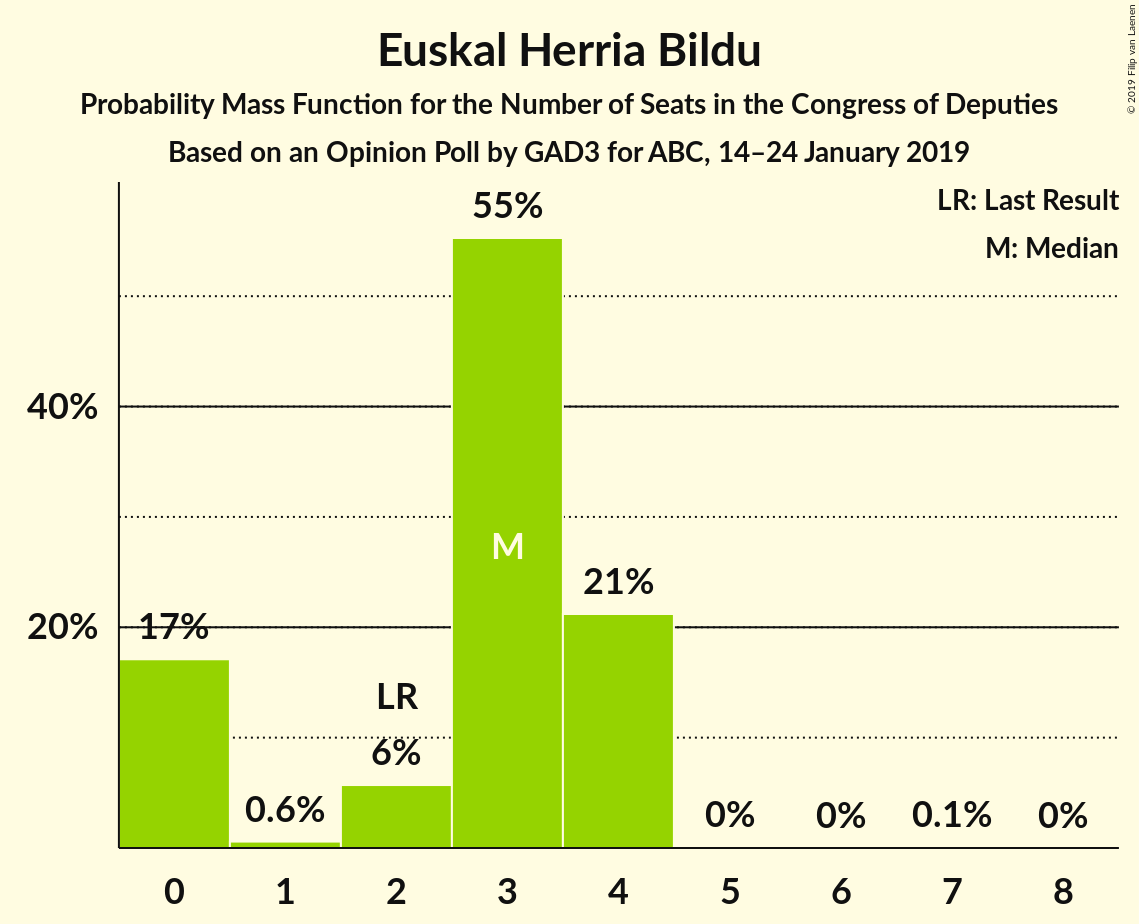 Euskal Herria Bildu
Probability Mass Function for the Number of Seats in the Congress of Deputies
Based on an Opinion Poll by GAD3 for ABC, 14–24 January 2019
© 2019 Filip van Laenen
LR: Last Result
M: Median
55%
40%
M
21%
20%
17%
LR
6%
0.6%
0%
0%
0.1%
0%
0 1 2 3 4 5 6 7 8